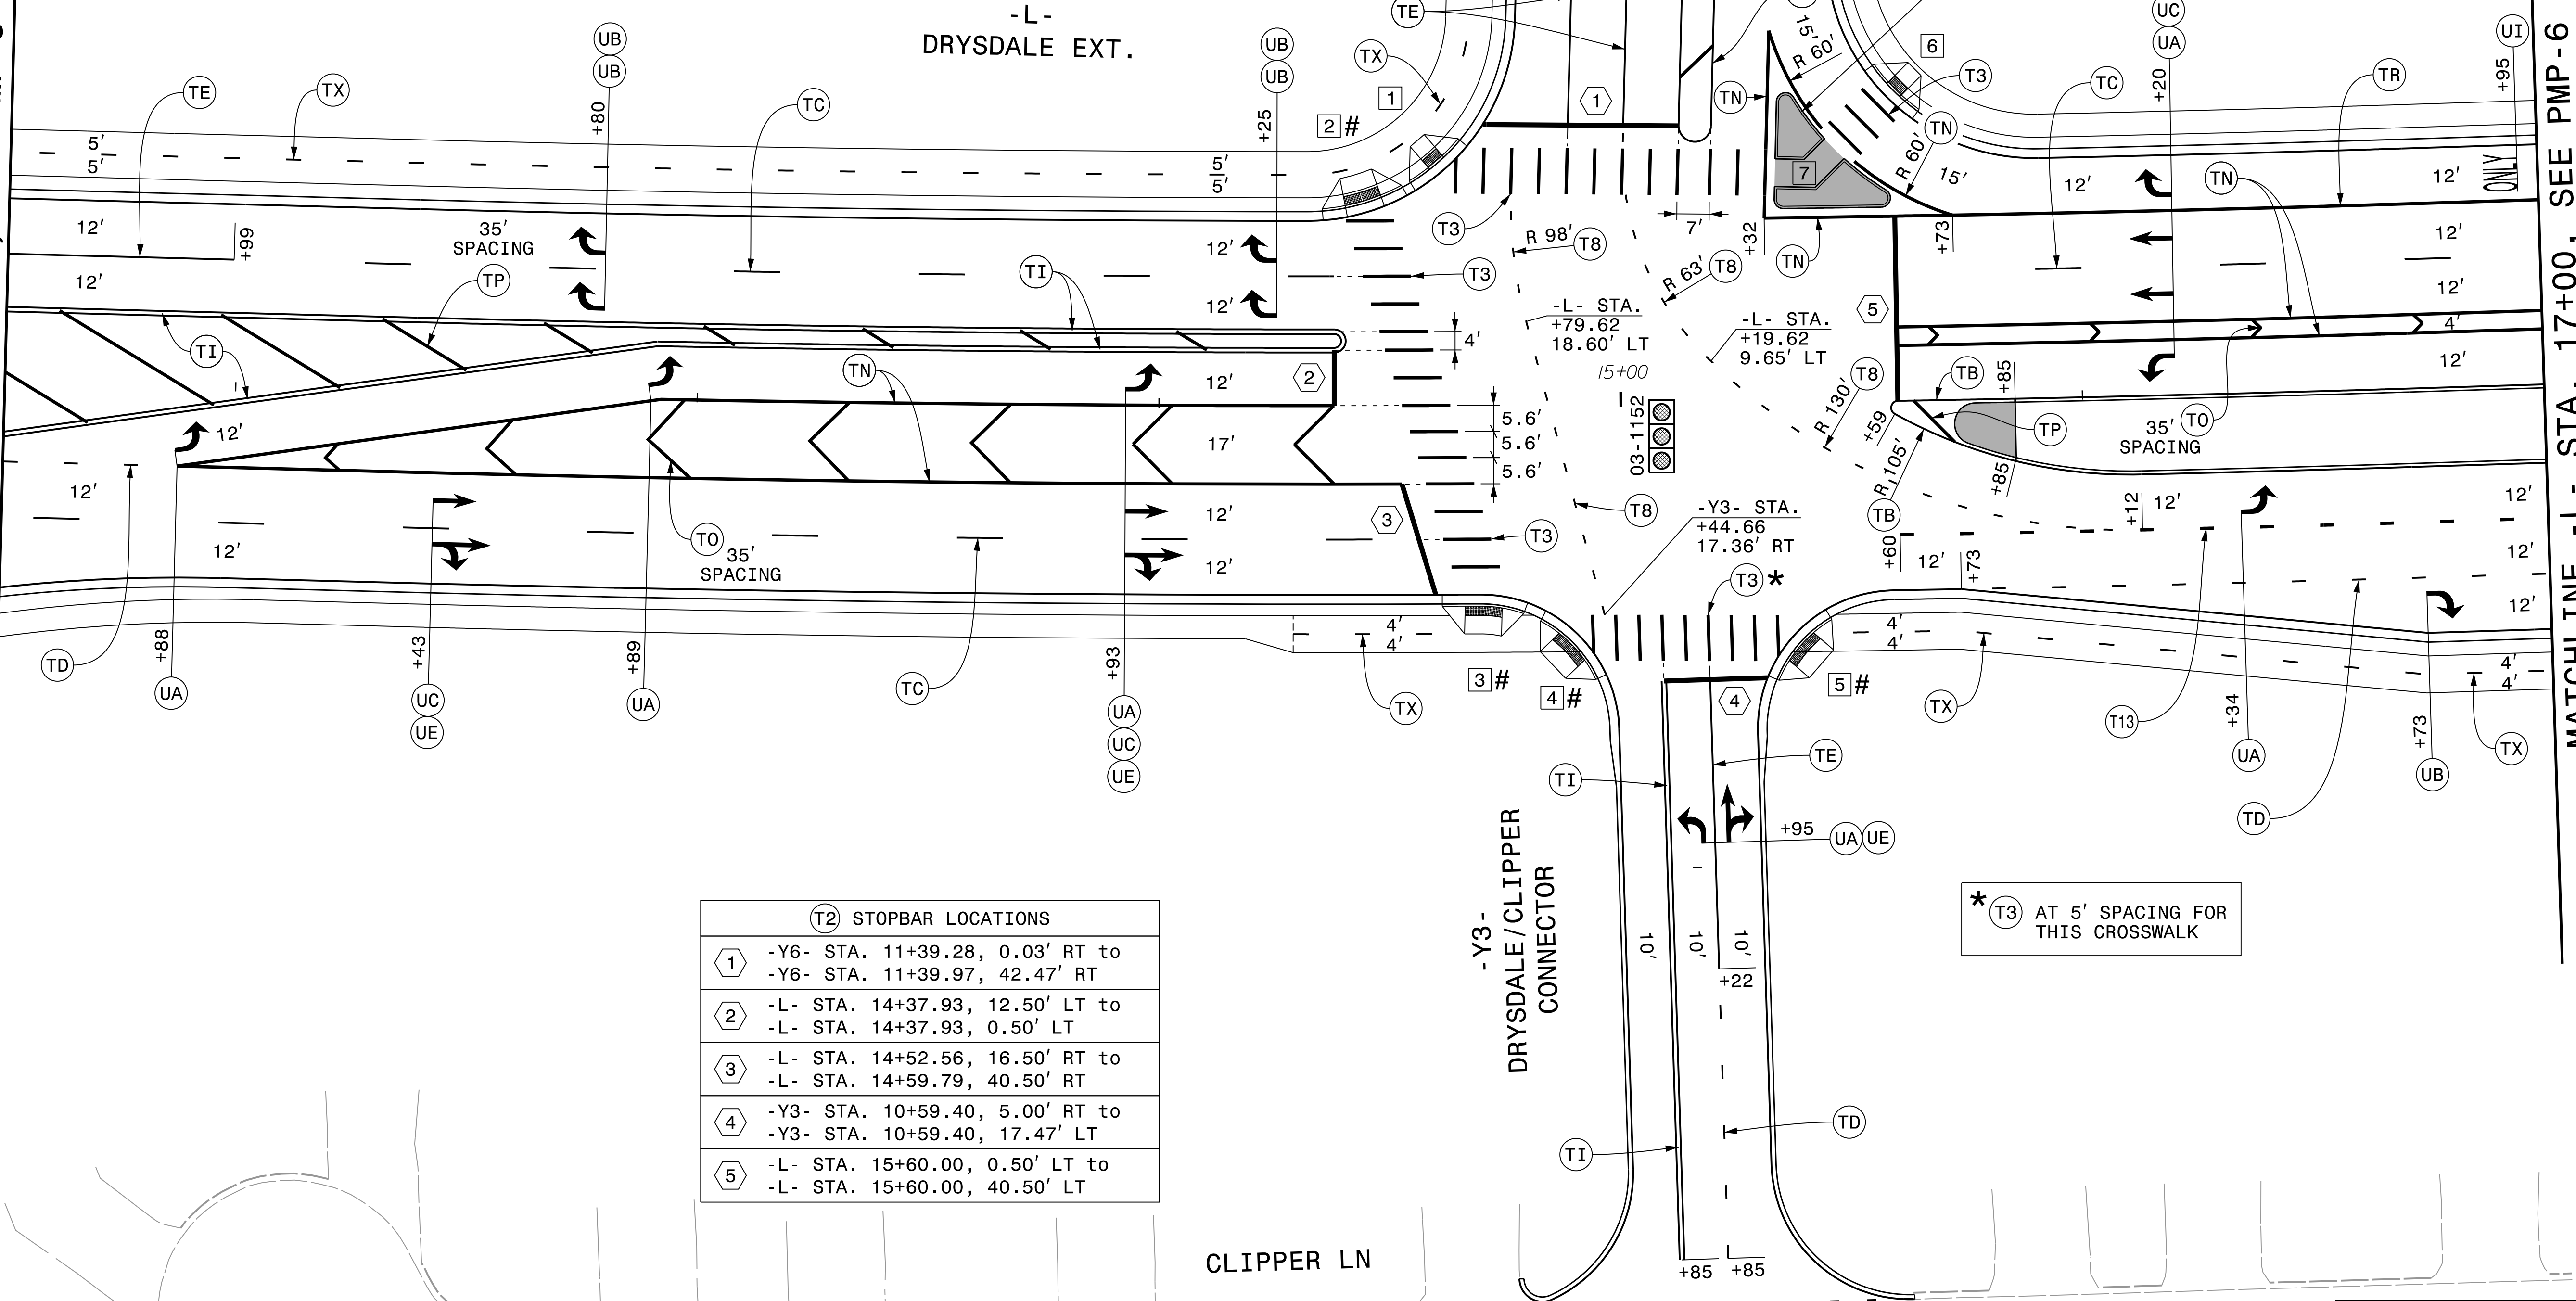 -L-
DRYSDALE EXT.
UB
UB
+80
UB
UB
+25
TE
TX
TC
TE
TX
1
2 #
1
15'
R 60'
6
T3
TN
TN
R 60'
15'
7
UC
UA
+20
TC
TR
UI
+95
ONLY
MATCHLINE -L- STA. 17+00, SEE PMP-6
5'
5'
5'
5'
12'
12'
+99
35'
SPACING
TP
TI
TI
12'
12'
T3
T3
7'
+32
+73
TN
R 98'
T8
R 63'
T8
12'
12'
TN
12'
12'
4'
12'
-L- STA.
+79.62
18.60' LT
-L- STA.
+19.62
9.65' LT
15+00
03-1152
5
4'
2
12'
TN
12'
17'
5.6'
5.6'
5.6'
T8
R 130'
+59
TB
+85
R 105'
TB
+85
TP
TO
35'
SPACING
12'
12'
TO
35'
SPACING
12'
12'
3
T3
T8
-Y3- STA.
+44.66
17.36' RT
T3 *
+60
12'
+73
+12
12'
12'
12'
12'
TD
+88
UA
+43
UC
UE
+89
UA
TC
+93
UA
UC
UE
4'
4'
TX
3 #
4 #
5 #
4
4'
4'
TX
T13
+34
UA
TD
+73
UB
4'
4'
TX
TI
TE
+95
UA
UE
-Y3-
DRYSDALE/CLIPPER
CONNECTOR
10'
10'
10'
+22
TD
TI
+85
+85
* T3 AT 5' SPACING FOR
THIS CROSSWALK
T2 STOPBAR LOCATIONS
1 -Y6- STA. 11+39.28, 0.03' RT to
-Y6- STA. 11+39.97, 42.47' RT
2 -L- STA. 14+37.93, 12.50' LT to
-L- STA. 14+37.93, 0.50' LT
3 -L- STA. 14+52.56, 16.50' RT to
-L- STA. 14+59.79, 40.50' RT
4 -Y3- STA. 10+59.40, 5.00' RT to
-Y3- STA. 10+59.40, 17.47' LT
5 -L- STA. 15+60.00, 0.50' LT to
-L- STA. 15+60.00, 40.50' LT
CLIPPER LN